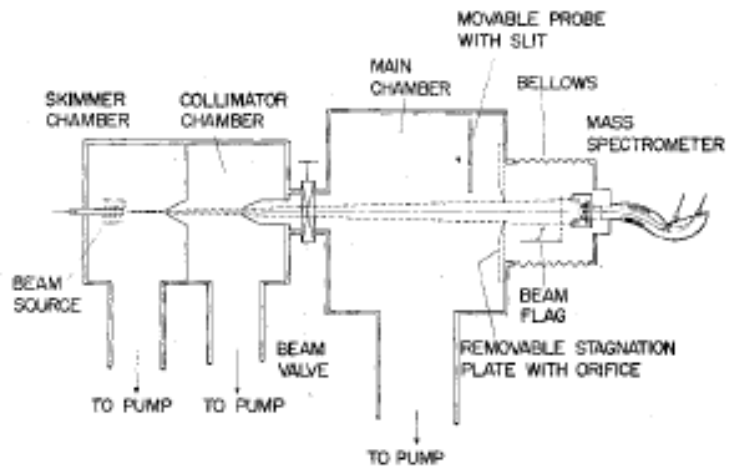 MOVABLE PROBE
WITH SLIT
MAIN
CHAMBER
BELLOWS
SKIMMER
CHAMBER
COLLIMATOR
CHAMBER
MASS
SPECTROMETER
BEAM
SOURCE
BEAM
VALVE
BEAM
FLAG
REMOVABLE STAGNATION
PLATE WITH ORIFICE
TO PUMP
TO PUMP
TO PUMP